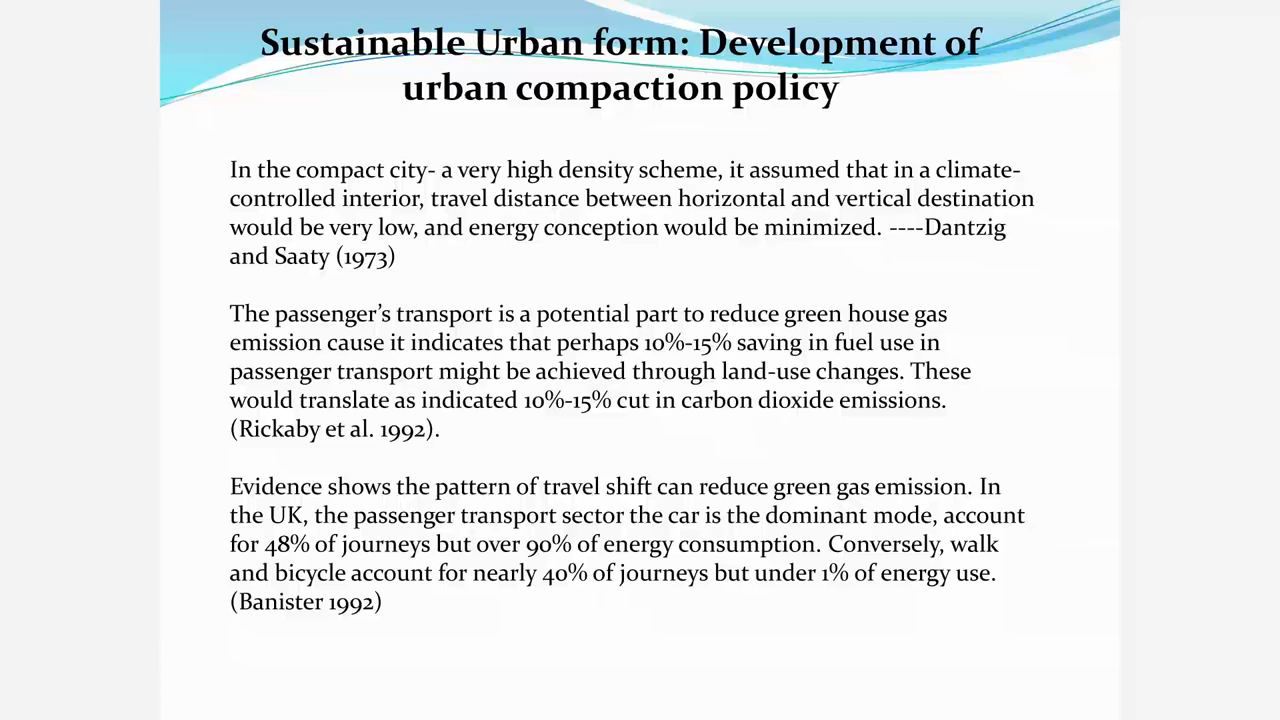 Sustainable Urban form: Development of
urban compaction policy
In the compact city- a very high density scheme, it assumed that in a climate-
controlled interior, travel distance between horizontal and vertical destination
would be very low, and energy conception would be minimized. ----Dantzig
and Saaty (1973)
The passenger’s transport is a potential part to reduce green house gas
emission cause it indicates that perhaps 10%-15% saving in fuel use in
passenger transport might be achieved through land-use changes. These
would translate as indicated 10%-15% cut in carbon dioxide emissions.
(Rickaby et al. 1992).
Evidence shows the pattern of travel shift can reduce green gas emission. In
the UK, the passenger transport sector the car is the dominant mode, account
for 48% of journeys but over 90% of energy consumption. Conversely, walk
and bicycle account for nearly 40% of journeys but under 1% of energy use.
(Banister 1992)